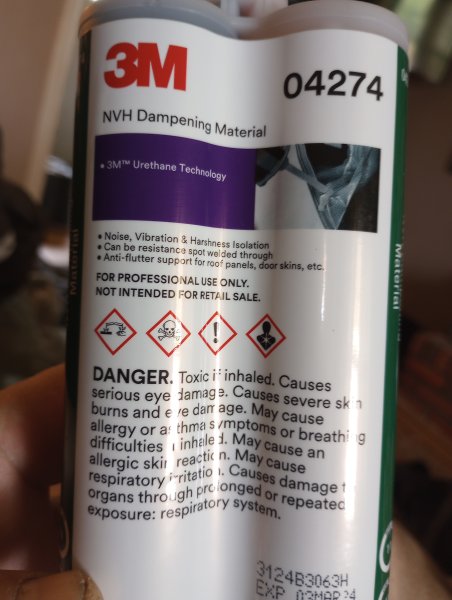 3M
04274
NVH Dampening Material
• 3M™ Urethane Technology
• Noise, Vibration & Harshness Isolation
• Can be resistance spot welded through
• Anti-flutter support for roof panels, door skins, etc.
FOR PROFESSIONAL USE ONLY.
NOT INTENDED FOR RETAIL SALE.
DANGER. Toxic if inhaled. Causes
serious eye damage. Causes severe skin
burns and eye damage. May cause
allergy or asthma symptoms or breathing
difficulties if inhaled. May cause an
allergic skin reaction. May cause
respiratory irritation. Causes damage t
organs through prolonged or repeated
exposure: respiratory system.
3124B3063H
EXP 03MAR24
Material
Material